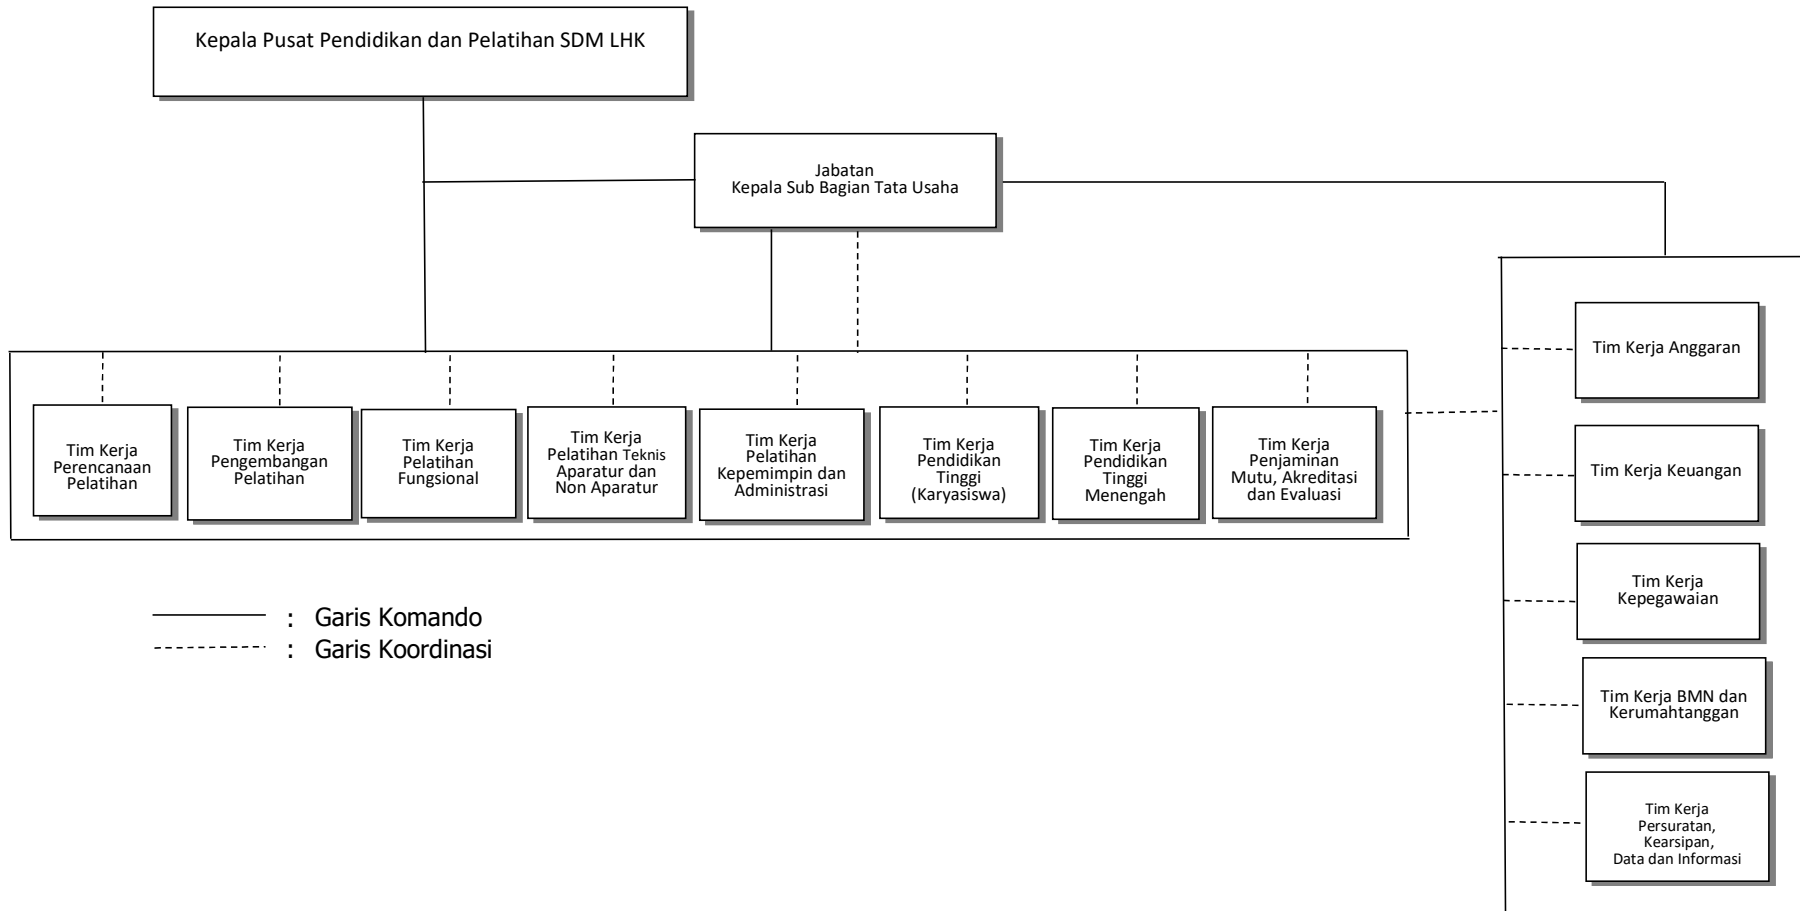 Kepala Pusat Pendidikan dan Pelatihan SDM LHK
Jabatan
Kepala Sub Bagian Tata Usaha
Tim Kerja
Perencanaan
Pelatihan
Tim Kerja
Pengembangan
Pelatihan
Tim Kerja
Pelatihan
Fungsional
Tim Kerja
Pelatihan Teknis
Aparatur dan
Non Aparatur
Tim Kerja
Pelatihan
Kepemimpin dan
Administrasi
Tim Kerja
Pendidikan
Tinggi
(Karyasiswa)
Tim Kerja
Pendidikan
Tinggi
Menengah
Tim Kerja
Penjaminan
Mutu, Akreditasi
dan Evaluasi
Tim Kerja Anggaran
Tim Kerja Keuangan
Tim Kerja
Kepegawaian
Tim Kerja BMN dan
Kerumahtanggan
Tim Kerja
Persuratan,
Kearsipan,
Data dan Informasi
: Garis Komando
: Garis Koordinasi